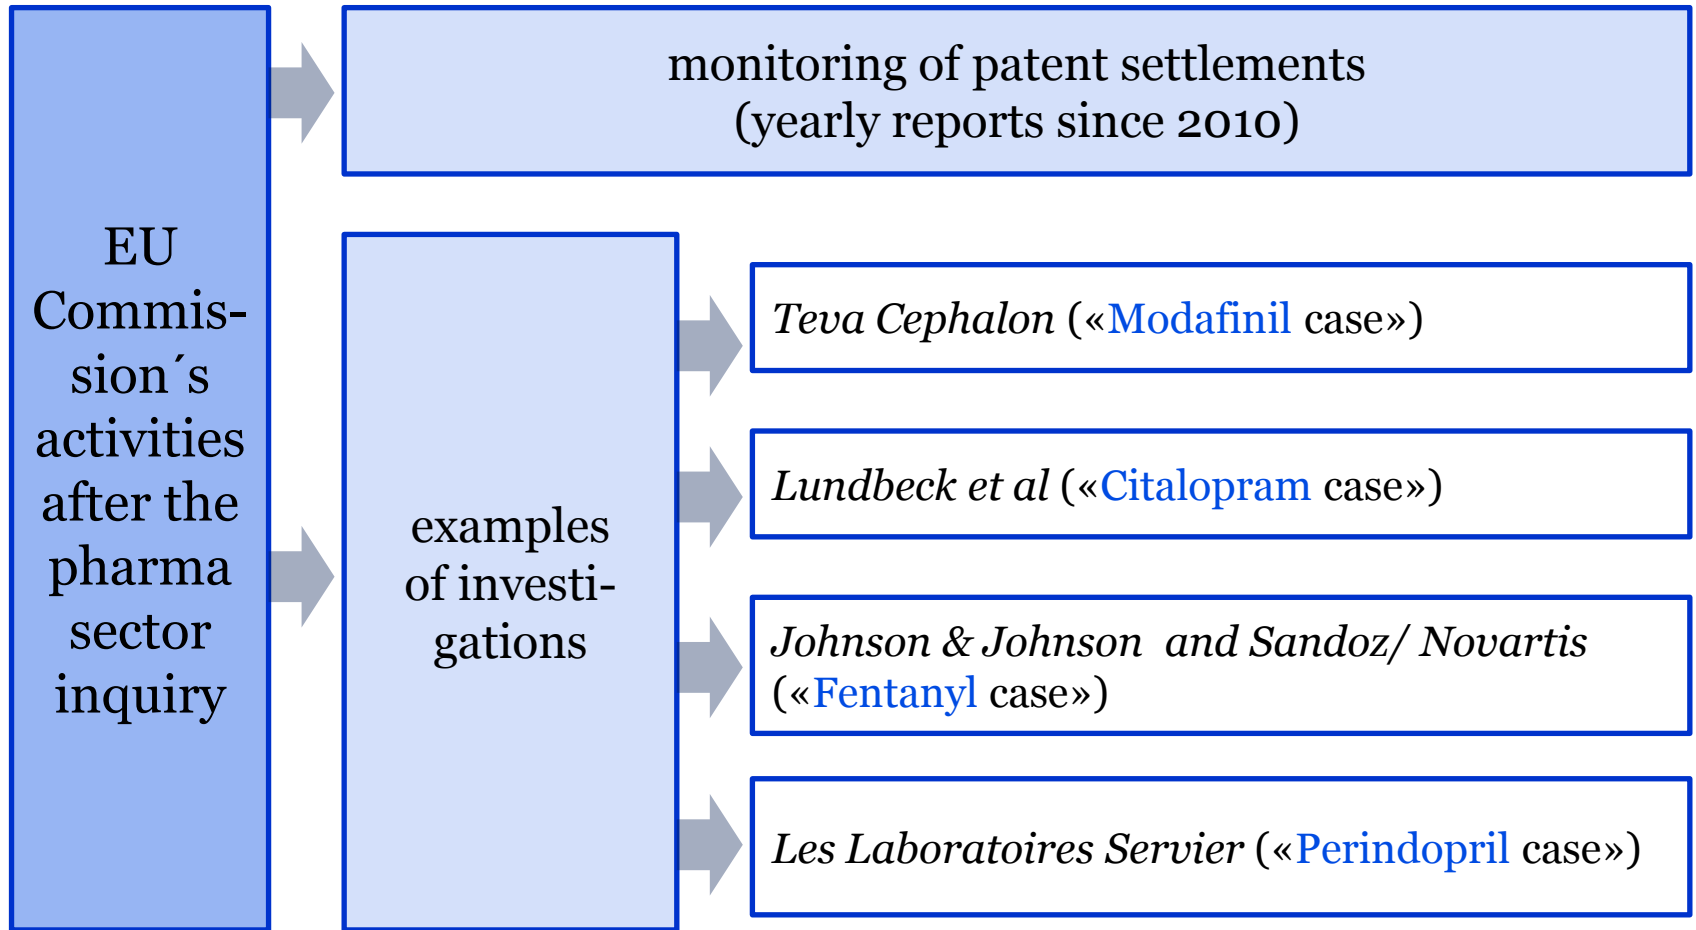 EU
Commis-
sion´s
activities
after the
pharma
sector
inquiry
monitoring of patent settlements
(yearly reports since 2010)
examples
of investi-
gations
Teva Cephalon («Modafinil case»)
Lundbeck et al («Citalopram case»)
Johnson & Johnson  and Sandoz/ Novartis
(«Fentanyl case»)
Les Laboratoires Servier («Perindopril case»)